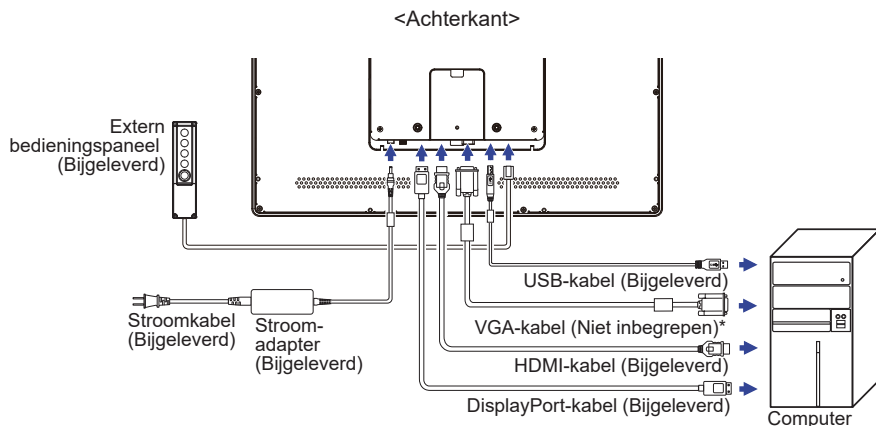 <Achterkant>
Extern
bedieningspaneel
(Bijgeleverd)
USB-kabel (Bijgeleverd)
Stroomkabel
(Bijgeleverd)
Stroom-
adapter
(Bijgeleverd)
VGA-kabel (Niet inbegrepen)*
HDMI-kabel (Bijgeleverd)
DisplayPort-kabel (Bijgeleverd)
Computer